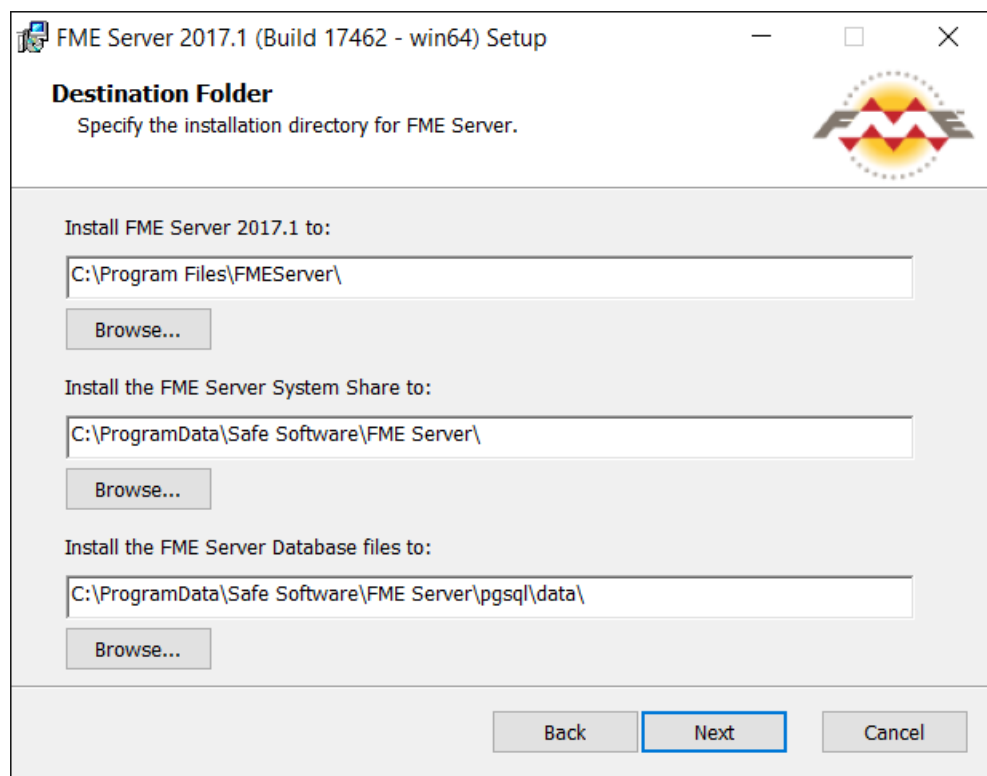 FME Server 2017.1 (Build 17462 - win64) Setup
Destination Folder
Specify the installation directory for FME Server.
FME
Install FME Server 2017.1 to:
C:\Program Files\FMEServer\
Browse...
Install the FME Server System Share to:
C:\ProgramData\Safe Software\FME Server\
Browse...
Install the FME Server Database files to:
C:\ProgramData\Safe Software\FME Server\pgsql\data\
Browse...
Back
Next
Cancel